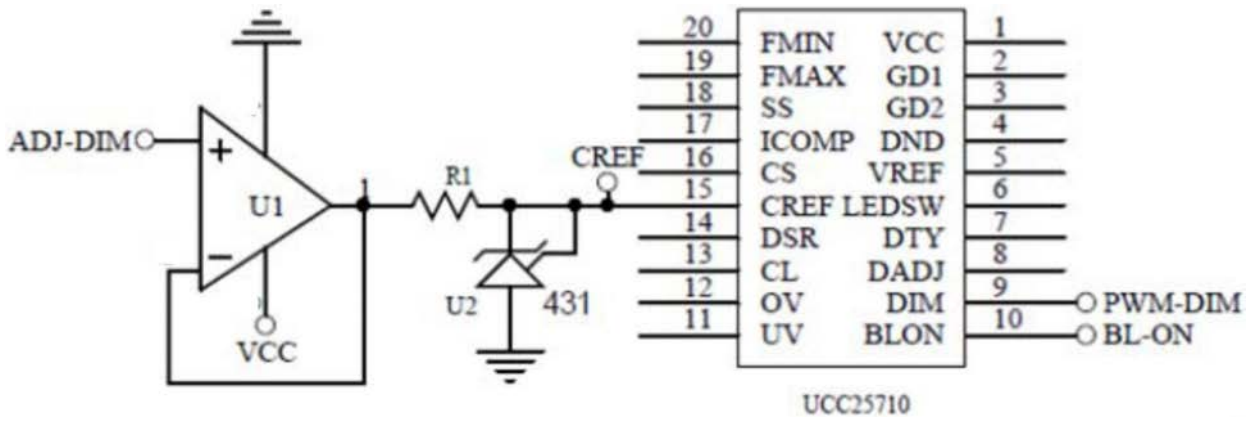 ADJ-DIM
+
U1
−
VCC
1
R1
CREF
U2
431
20 FMIN VCC 1
19 FMAX GD1 2
18 SS GD2 3
17 ICOMP DND 4
16 CS VREF 5
15 CREF LEDSW 6
14 DSR DTY 7
13 CL DADJ 8
12 OV DIM 9 PWM-DIM
11 UV BLON 10 BL-ON
UCC25710